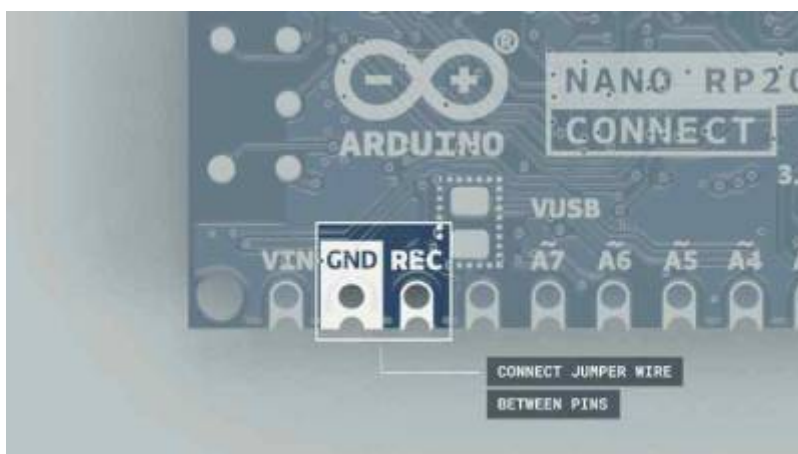 ®
ARDUINO
NANO RP20
CONNECT
3.
VUSB
VIN GND REC A7 A6 A5 A4
CONNECT JUMPER WIRE
BETWEEN PINS